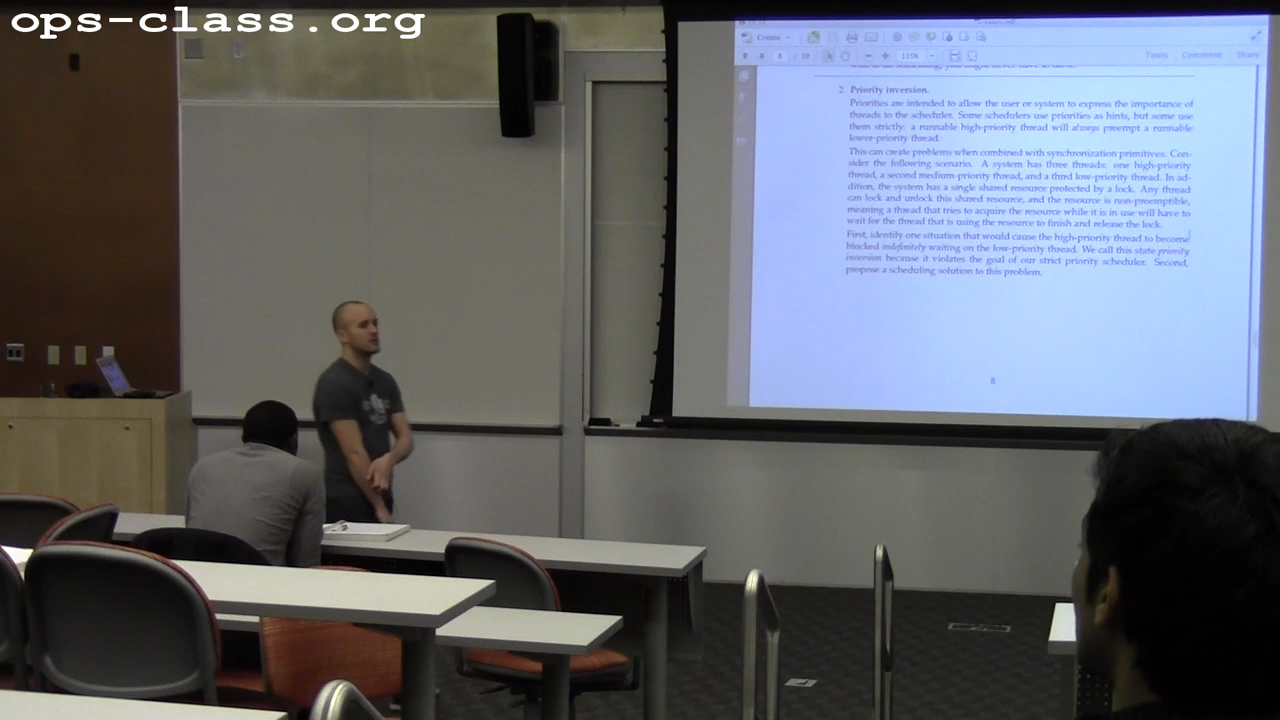 ops-class.org
Create
8 / 10
115%
Tools Comment Share
2. Priority inversion.
Priorities are intended to allow the user or system to express the importance of
threads to the scheduler. Some schedulers use priorities as hints, but some use
them strictly: a runnable high-priority thread will always preempt a runnable
lower-priority thread.
This can create problems when combined with synchronization primitives. Con-
sider the following scenario. A system has three threads: one high-priority
thread, a second medium-priority thread, and a third low-priority thread. In ad-
dition, the system has a single shared resource protected by a lock. Any thread
can lock and unlock this shared resource, and the resource is non-preemptible,
meaning a thread that tries to acquire the resource while it is in use will have to
wait for the thread that is using the resource to finish and release the lock.
First, identify one situation that would cause the high-priority thread to become
blocked indefinitely waiting on the low-priority thread. We call this state priority
inversion because it violates the goal of our strict priority scheduler. Second,
propose a scheduling solution to this problem.
8